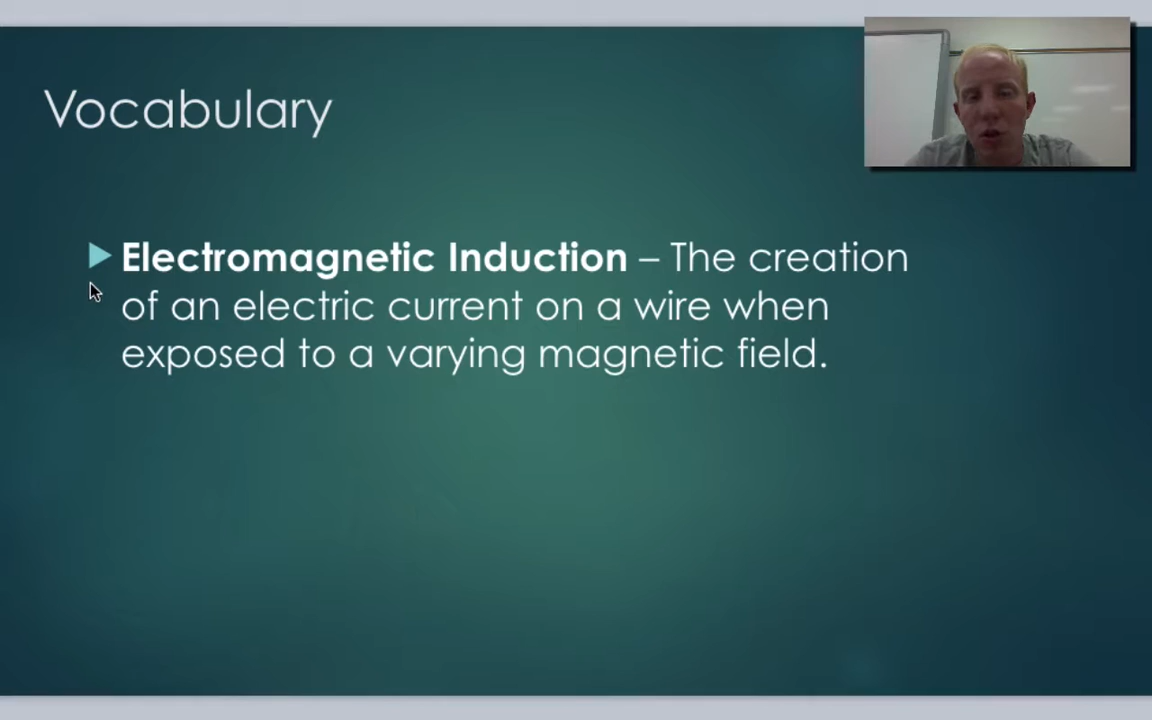 Vocabulary
Electromagnetic Induction – The creation
of an electric current on a wire when
exposed to a varying magnetic field.